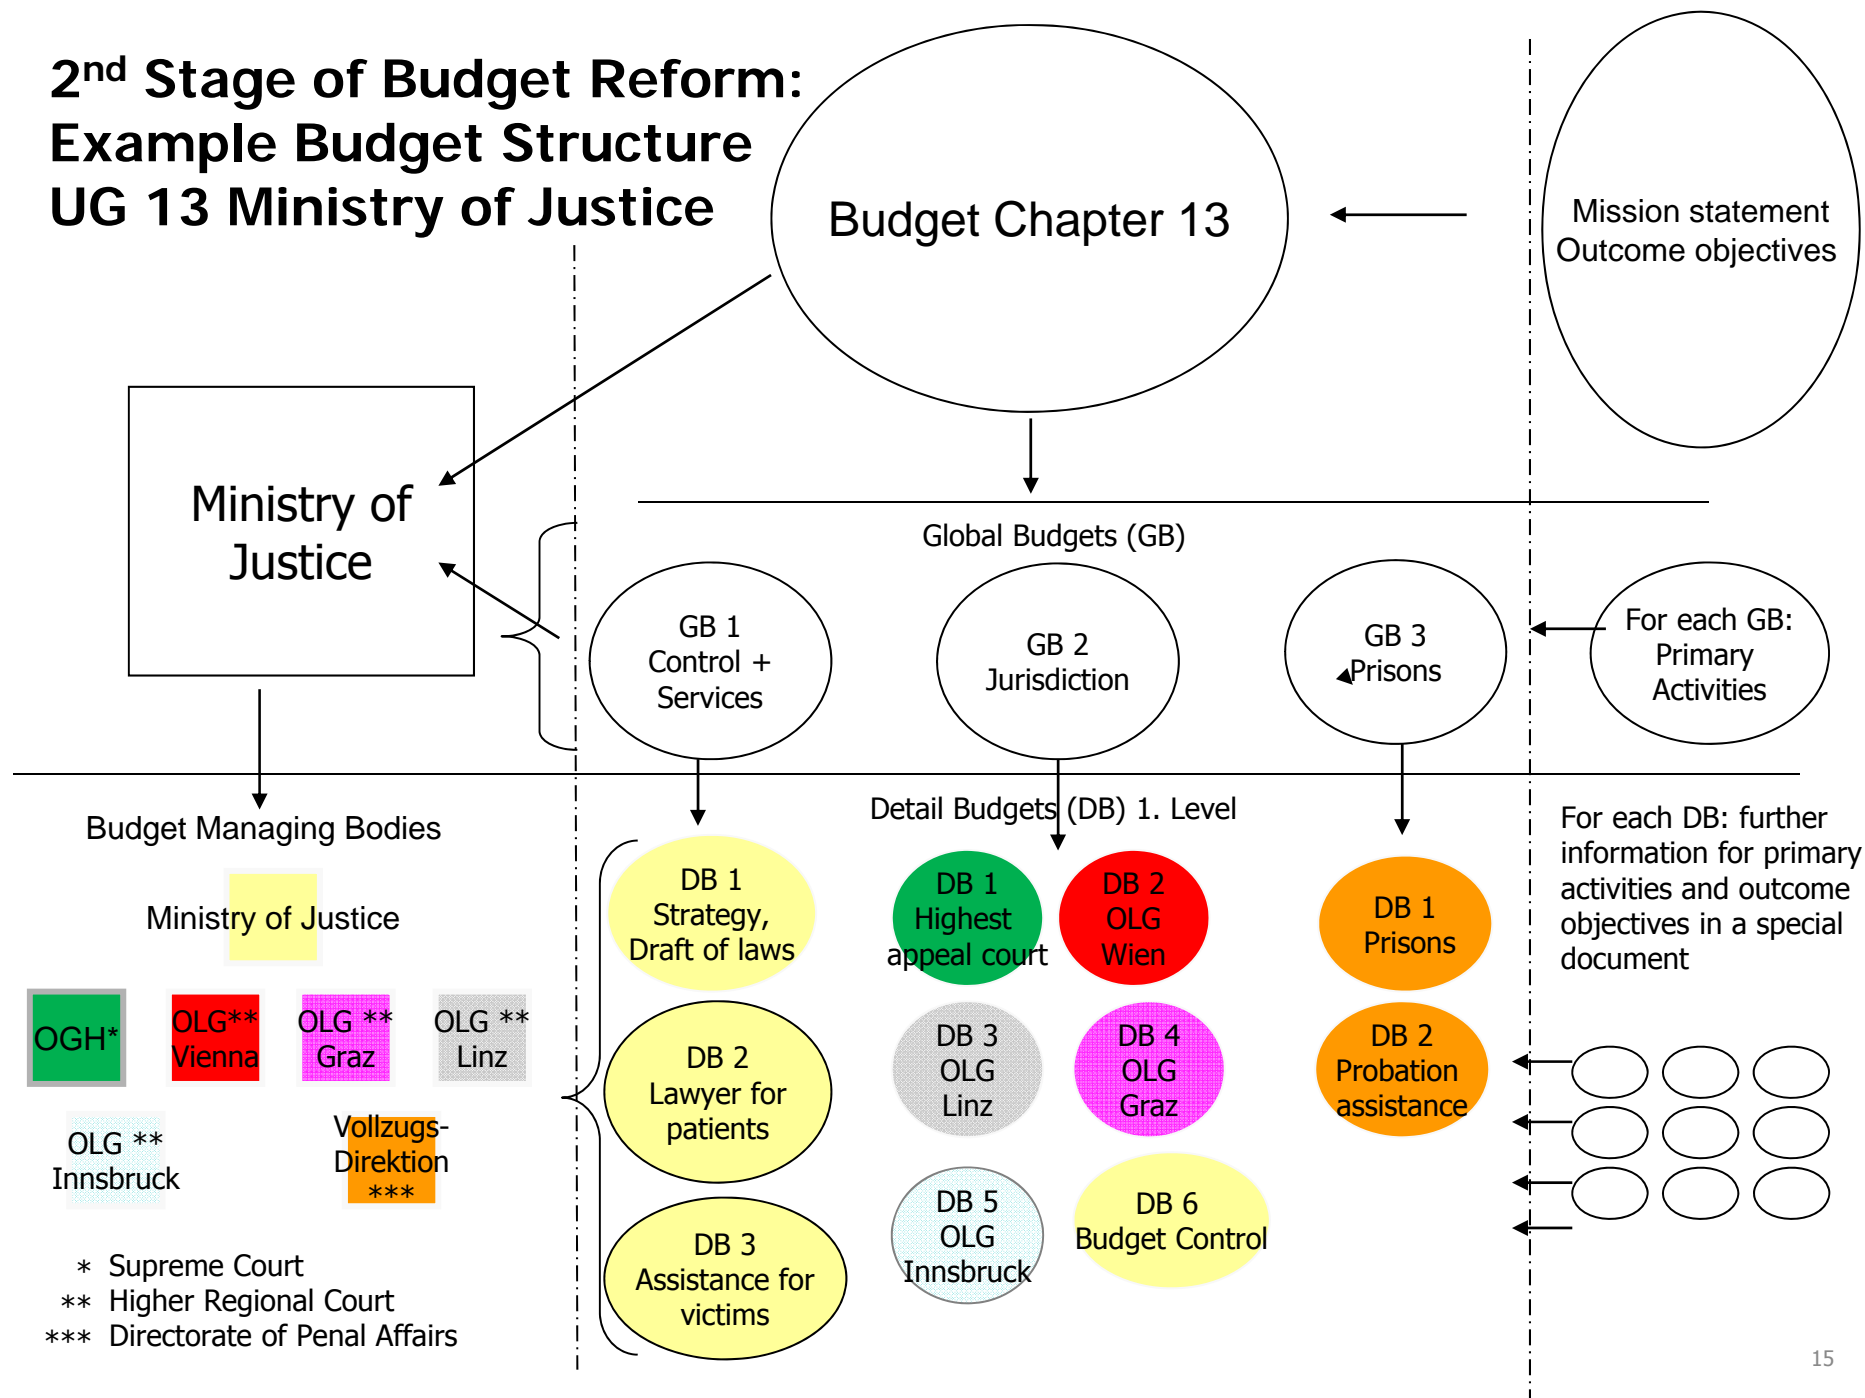 2nd Stage of Budget Reform:
Example Budget Structure
UG 13 Ministry of Justice
Budget Chapter 13
Mission statement
Outcome objectives
Ministry of
Justice
Global Budgets (GB)
GB 1
Control +
Services
GB 2
Jurisdiction
GB 3
Prisons
For each GB:
Primary
Activities
Budget Managing Bodies
Ministry of Justice
OGH*
OLG**
Vienna
OLG **
Graz
OLG **
Linz
OLG **
Innsbruck
Vollzugs-
Direktion
***
* Supreme Court
** Higher Regional Court
*** Directorate of Penal Affairs
Detail Budgets (DB) 1. Level
DB 1
Strategy,
Draft of laws
DB 2
Lawyer for
patients
DB 3
Assistance for
victims
DB 1
Highest
appeal court
DB 2
OLG
Wien
DB 3
OLG
Linz
DB 4
OLG
Graz
DB 5
OLG
Innsbruck
DB 6
Budget Control
DB 1
Prisons
DB 2
Probation
assistance
For each DB: further
information for primary
activities and outcome
objectives in a special
document
15